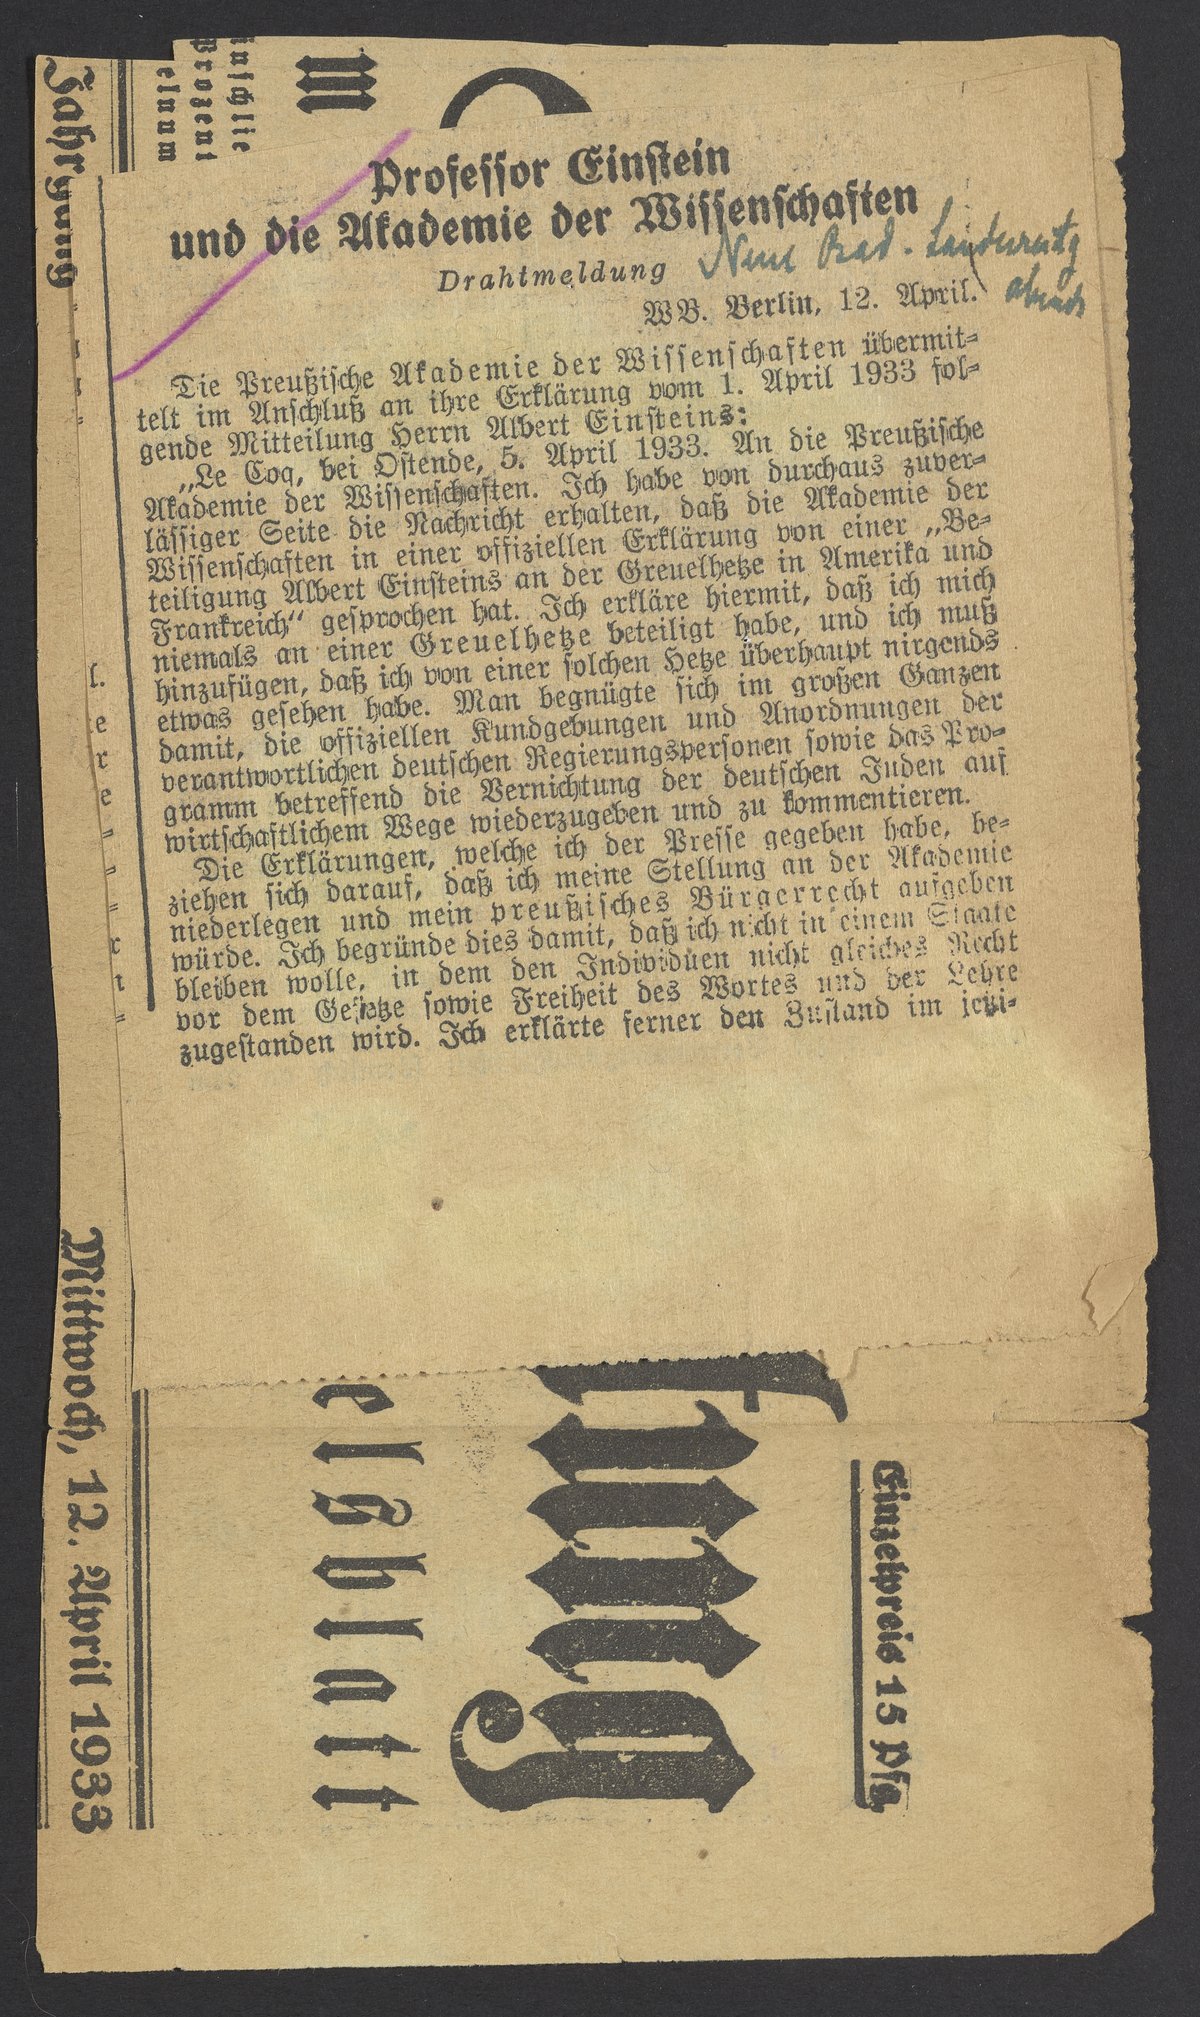 Professor Einstein
und die Akademie der Wissenschaften
Drahtmeldung
Neue Bad. Landesztg
abends
WB. Berlin, 12. April.
Die Preußische Akademie der Wissenschaften übermit-
telt im Anschluß an ihre Erklärung vom 1. April 1933 fol-
gende Mitteilung Herrn Albert Einsteins:
„Le Coq, bei Ostende, 5. April 1933. An die Preußische
Akademie der Wissenschaften. Ich habe von durchaus zuver-
lässiger Seite die Nachricht erhalten, daß die Akademie der
Wissenschaften in einer offiziellen Erklärung von einer „Be-
teiligung Albert Einsteins an der Greuelhetze in Amerika und
Frankreich“ gesprochen hat. Ich erkläre hiermit, daß ich mich
niemals an einer Greuelhetze beteiligt habe, und ich muß
hinzufügen, daß ich von einer solchen Hetze überhaupt nirgends
etwas gesehen habe. Man begnügte sich im großen Ganzen
damit, die offiziellen Kundgebungen und Anordnungen der
verantwortlichen deutschen Regierungspersonen sowie das Pro-
gramm betreffend die Vernichtung der deutschen Juden auf
wirtschaftlichem Wege wiederzugeben und zu kommentieren.
Die Erklärungen, welche ich der Presse gegeben habe, be-
ziehen sich darauf, daß ich meine Stellung an der Akademie
niederlegen und mein preußisches Bürgerrecht aufgeben
würde. Ich begründe dies damit, daß ich nicht in einem Staate
bleiben wolle, in dem den Individuen nicht gleiches Recht
vor dem Gesetze sowie Freiheit des Wortes und der Lehre
zugestanden wird. Ich erklärte ferner den Zustand im jetzi-
Jahrgang
Mittwoch, 12. April 1933
elgblatt
Einzelpreis 15 Pfg.